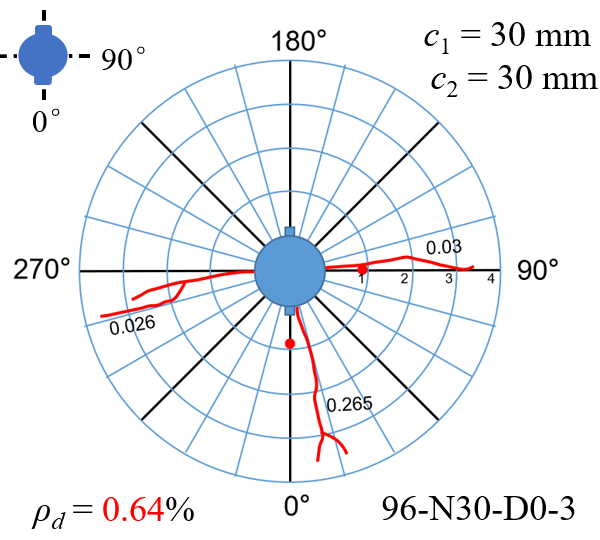 c₁ = 30 mm
c₂ = 30 mm
90°
0°
180°
0.03
270°
1 2 3 4
90°
0.026
0.265
0°
ρd = 0.64%
96-N30-D0-3